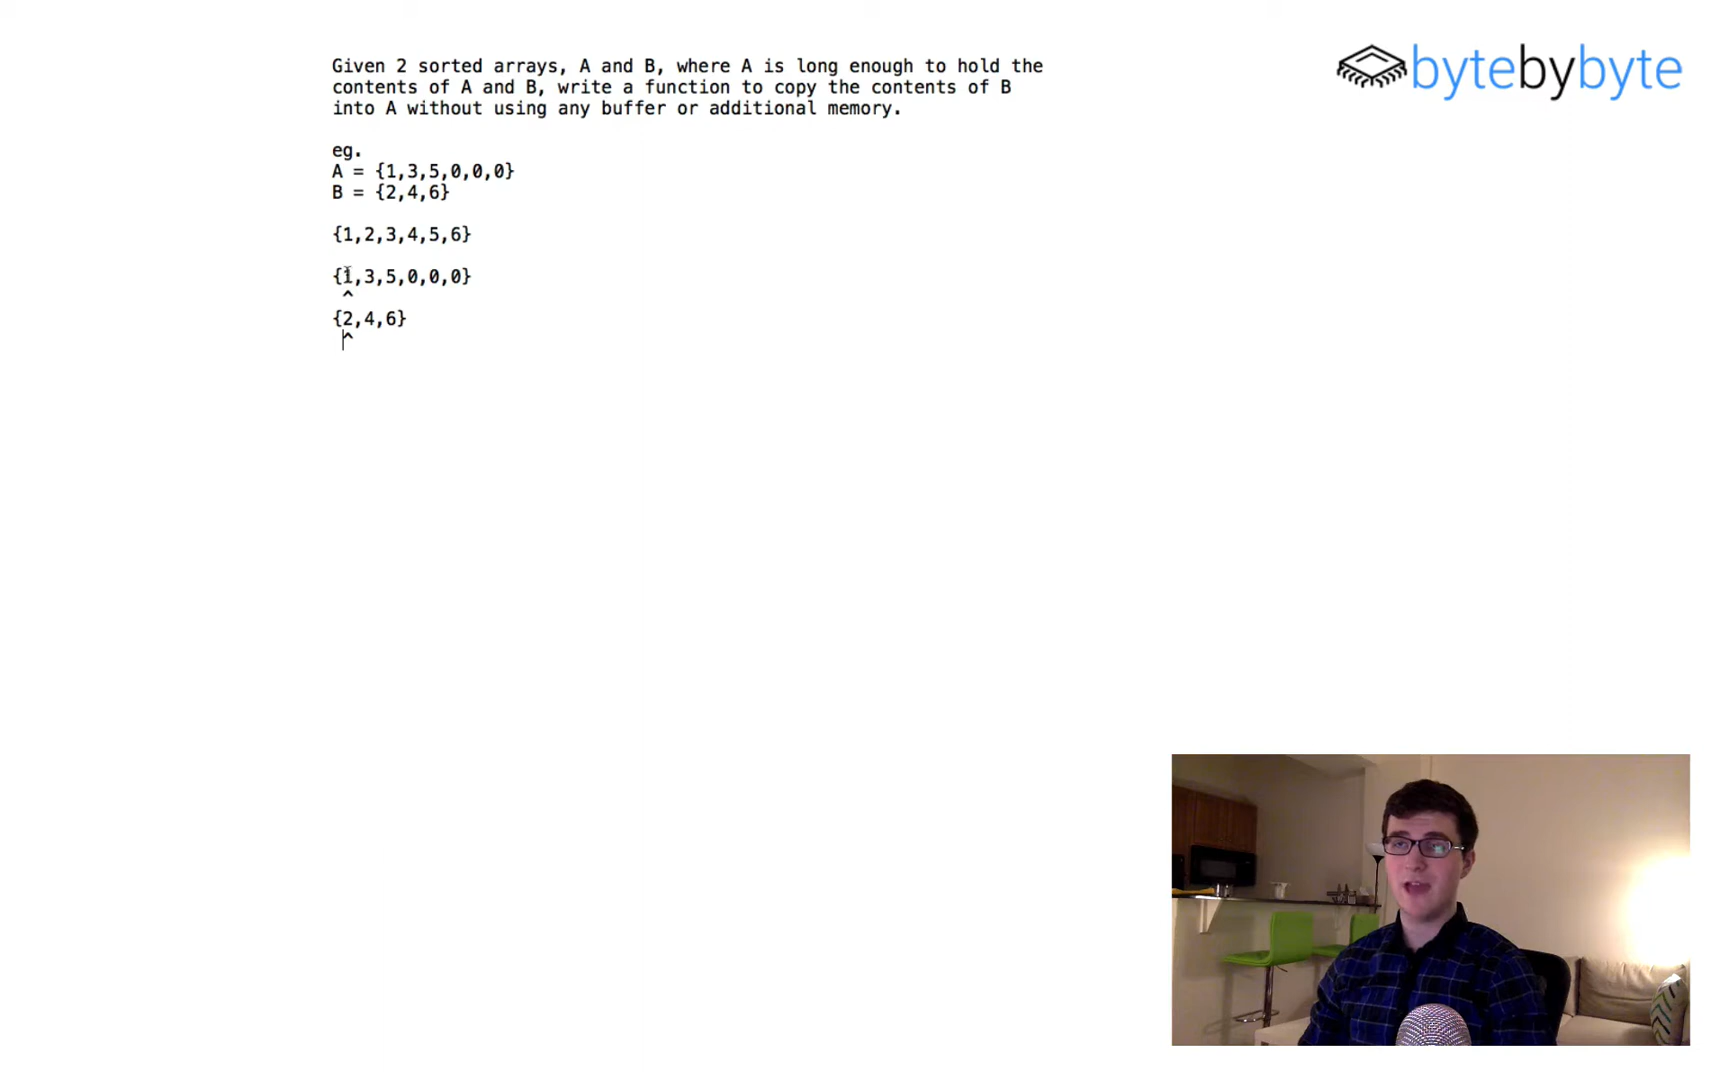 Given 2 sorted arrays, A and B, where A is long enough to hold the
contents of A and B, write a function to copy the contents of B
into A without using any buffer or additional memory.
eg.
A = {1,3,5,0,0,0}
B = {2,4,6}
{1,2,3,4,5,6}
{1,3,5,0,0,0}
^
{2,4,6}
^
bytebybyte